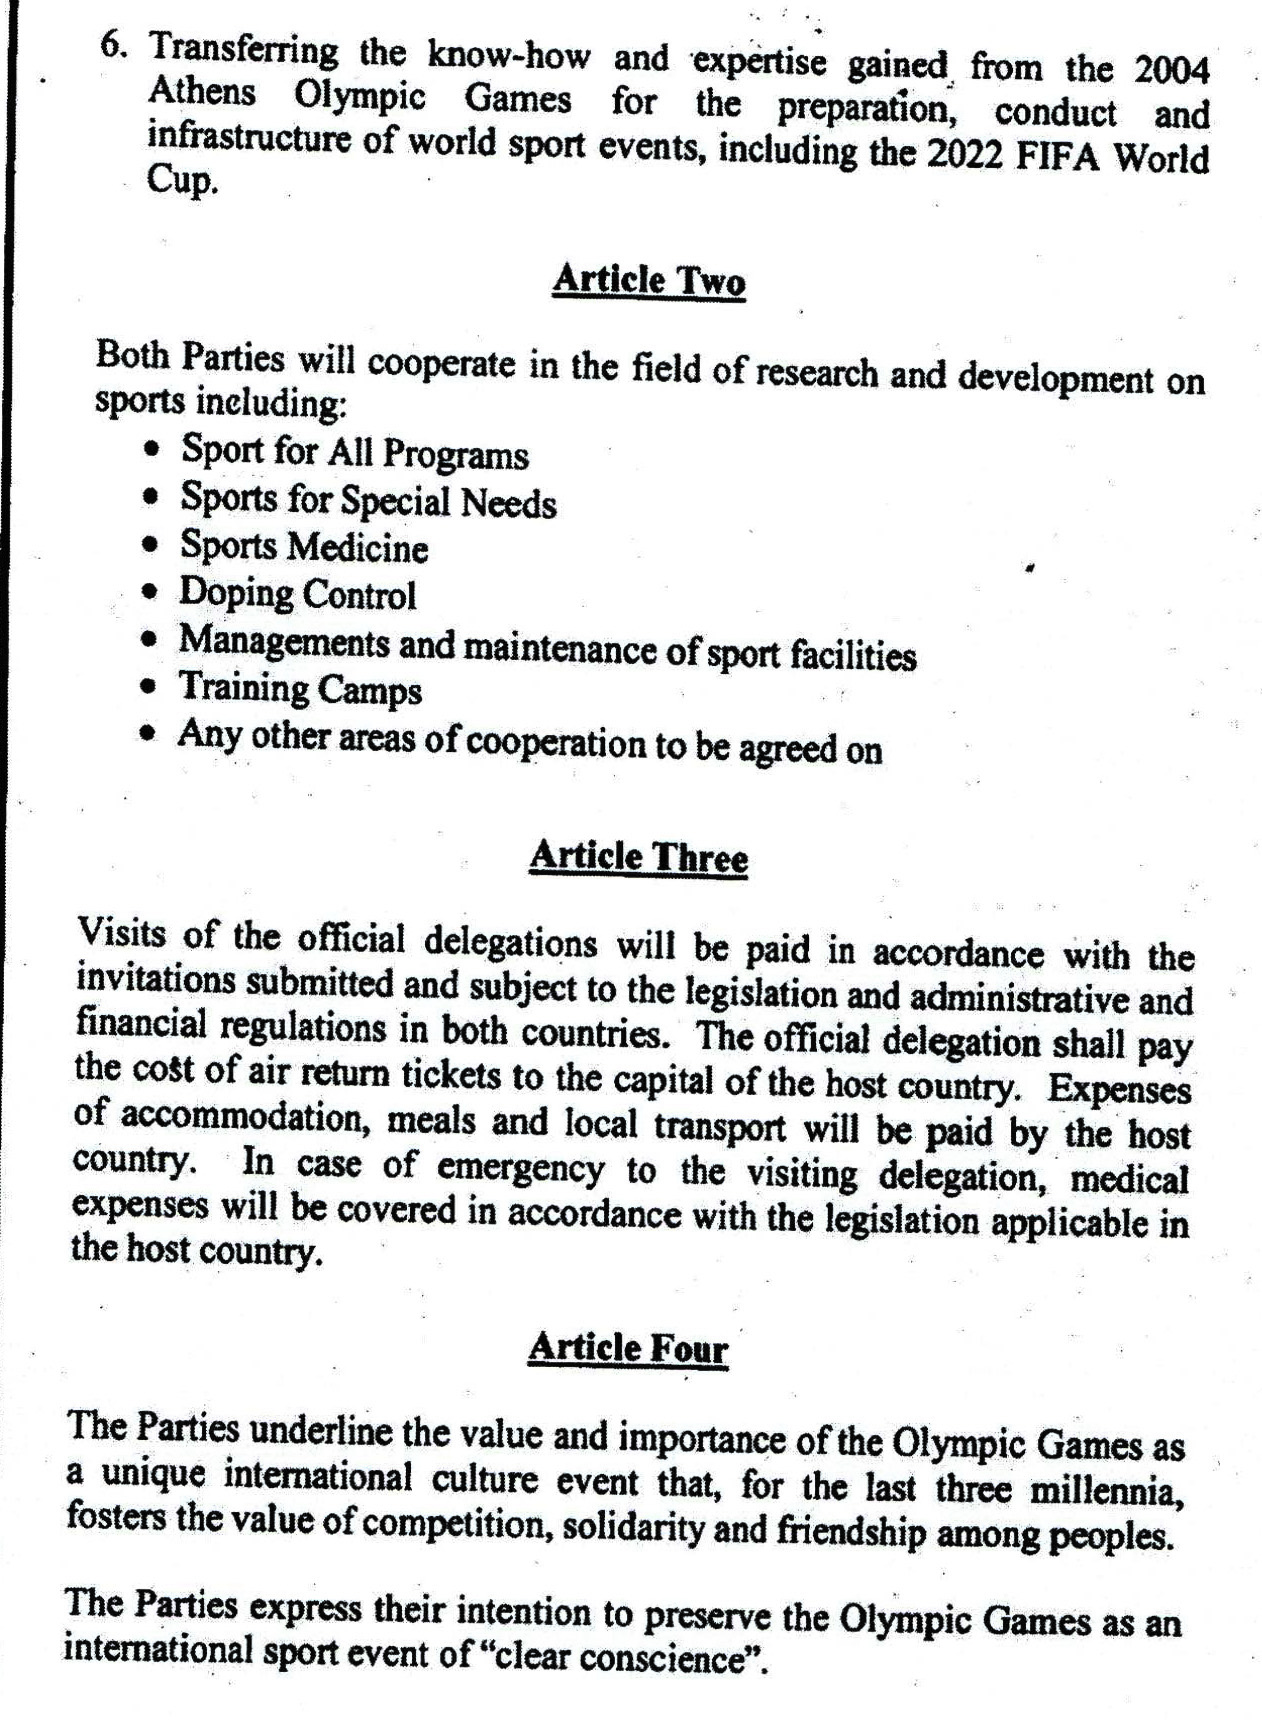 6. Transferring the know-how and expertise gained from the 2004
Athens Olympic Games for the preparation, conduct and
infrastructure of world sport events, including the 2022 FIFA World
Cup.
Article Two
Both Parties will cooperate in the field of research and development on
sports including:
• Sport for All Programs
• Sports for Special Needs
• Sports Medicine
• Doping Control
• Managements and maintenance of sport facilities
• Training Camps
• Any other areas of cooperation to be agreed on
Article Three
Visits of the official delegations will be paid in accordance with the
invitations submitted and subject to the legislation and administrative and
financial regulations in both countries. The official delegation shall pay
the cost of air return tickets to the capital of the host country. Expenses
of accommodation, meals and local transport will be paid by the host
country. In case of emergency to the visiting delegation, medical
expenses will be covered in accordance with the legislation applicable in
the host country.
Article Four
The Parties underline the value and importance of the Olympic Games as
a unique international culture event that, for the last three millennia,
fosters the value of competition, solidarity and friendship among peoples.
The Parties express their intention to preserve the Olympic Games as an
international sport event of “clear conscience”.